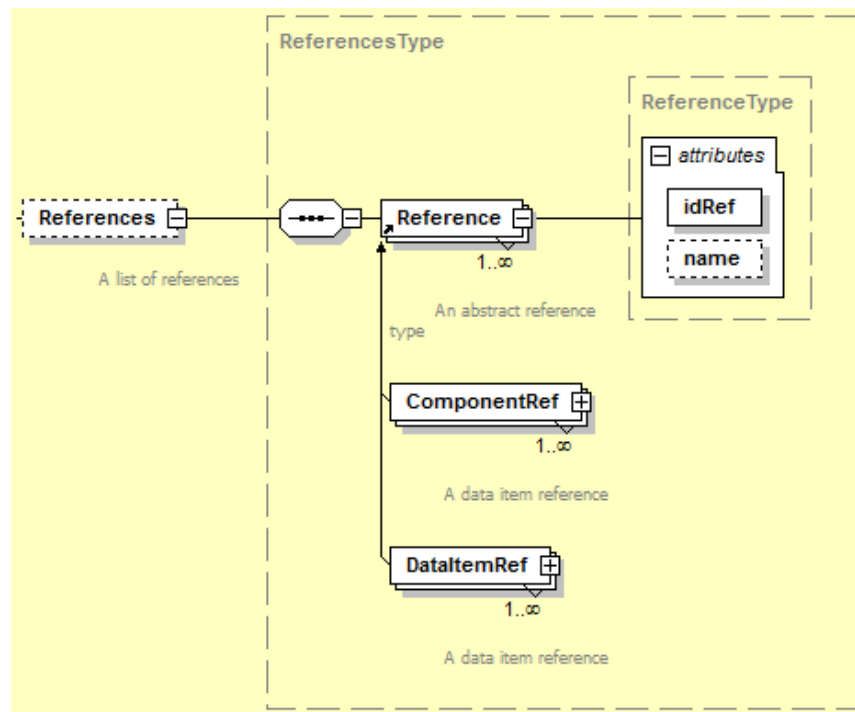 ReferencesType
ReferenceType
attributes
idRef
name
References
Reference
1..∞
A list of references
An abstract reference
type
ComponentRef
1..∞
A data item reference
DataItemRef
1..∞
A data item reference